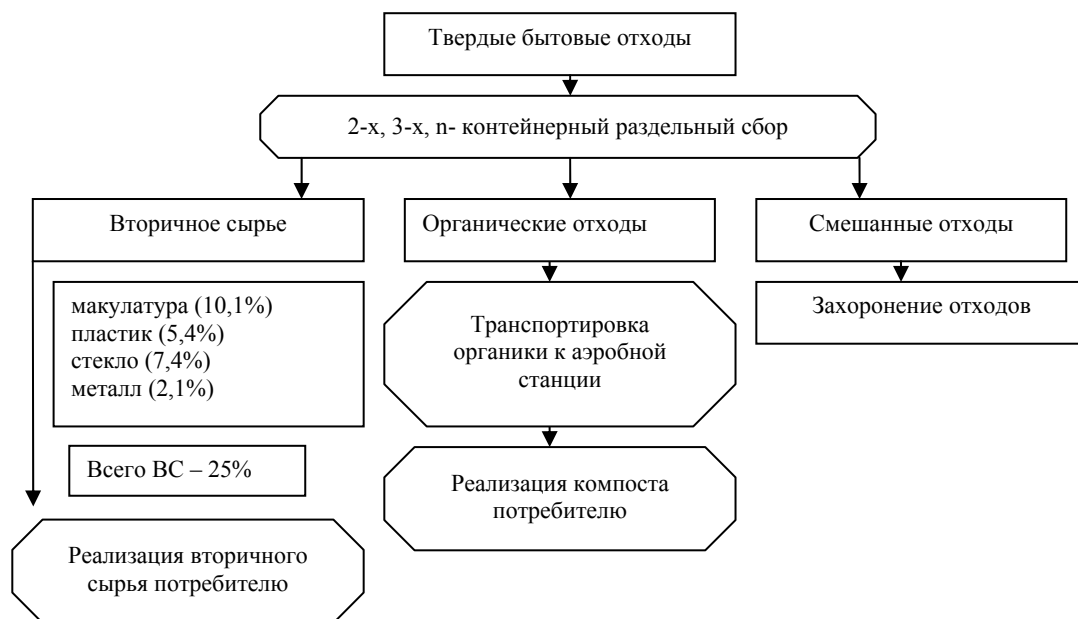 Твердые бытовые отходы
2-х, 3-х, n- контейнерный раздельный сбор
Вторичное сырье
Органические отходы
Смешанные отходы
макулатура (10,1%)
пластик (5,4%)
стекло (7,4%)
металл (2,1%)
Транспортировка
органики к аэробной
станции
Захоронение отходов
Всего ВС – 25%
Реализация компоста
потребителю
Реализация вторичного
сырья потребителю